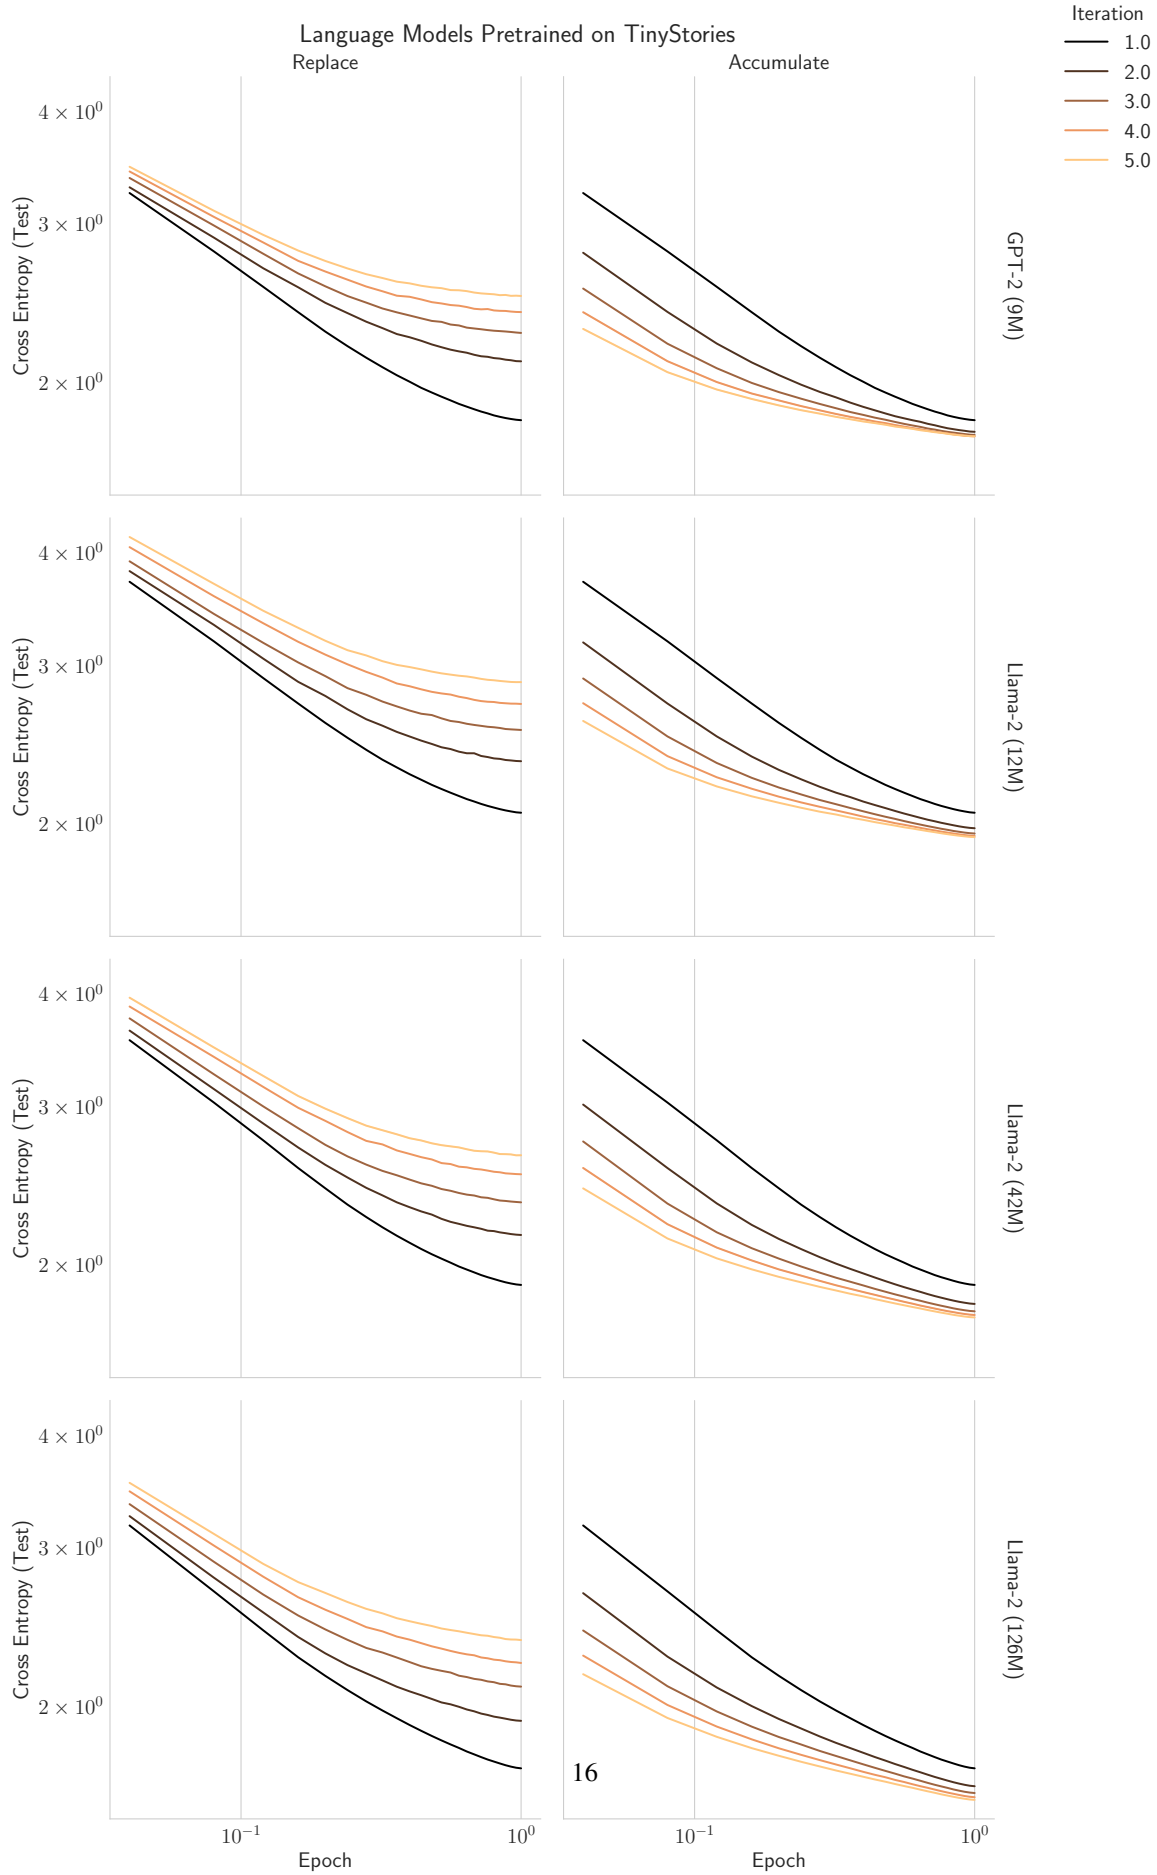 Language Models Pretrained on TinyStories
Replace
Accumulate
Iteration
1.0
2.0
3.0
4.0
5.0
4 × 10⁰
3 × 10⁰
2 × 10⁰
Cross Entropy (Test)
GPT-2 (9M)
4 × 10⁰
3 × 10⁰
2 × 10⁰
Cross Entropy (Test)
Llama-2 (12M)
4 × 10⁰
3 × 10⁰
2 × 10⁰
Cross Entropy (Test)
Llama-2 (42M)
4 × 10⁰
3 × 10⁰
2 × 10⁰
Cross Entropy (Test)
Llama-2 (126M)
16
10⁻¹
10⁰
Epoch
10⁻¹
10⁰
Epoch